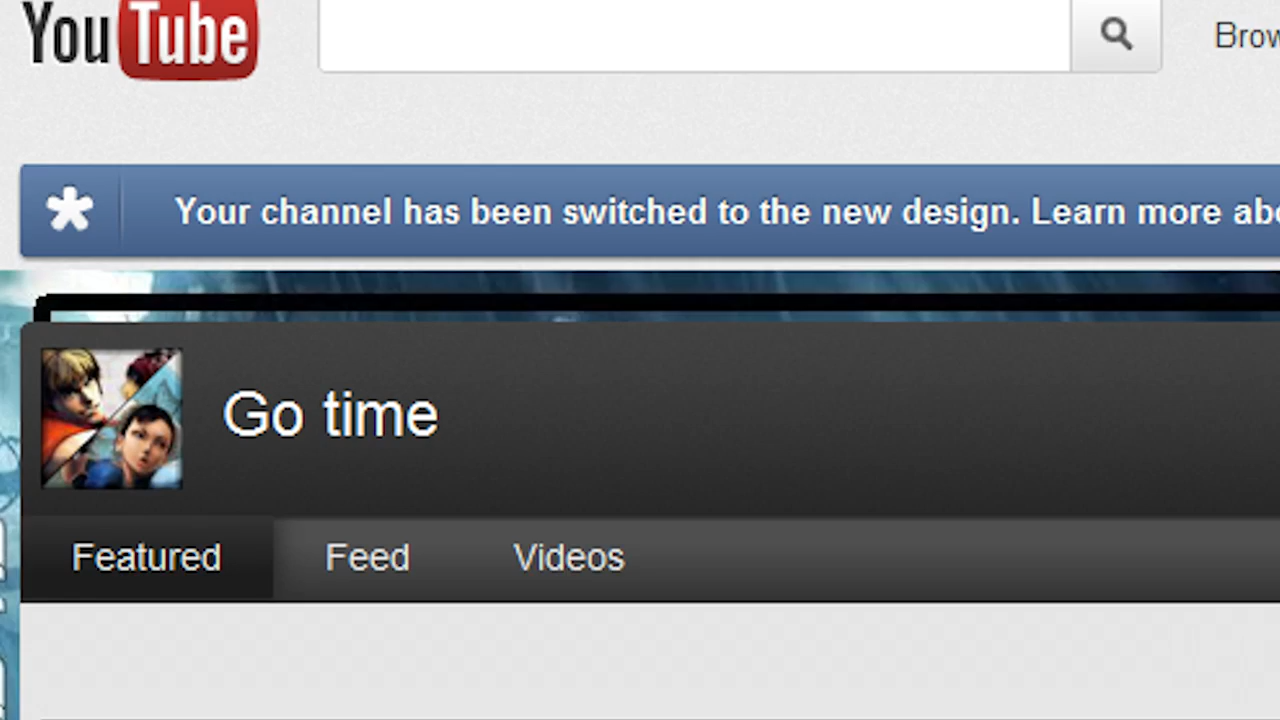 YouTube
Brow
Your channel has been switched to the new design. Learn more abo
Go time
Featured Feed Videos